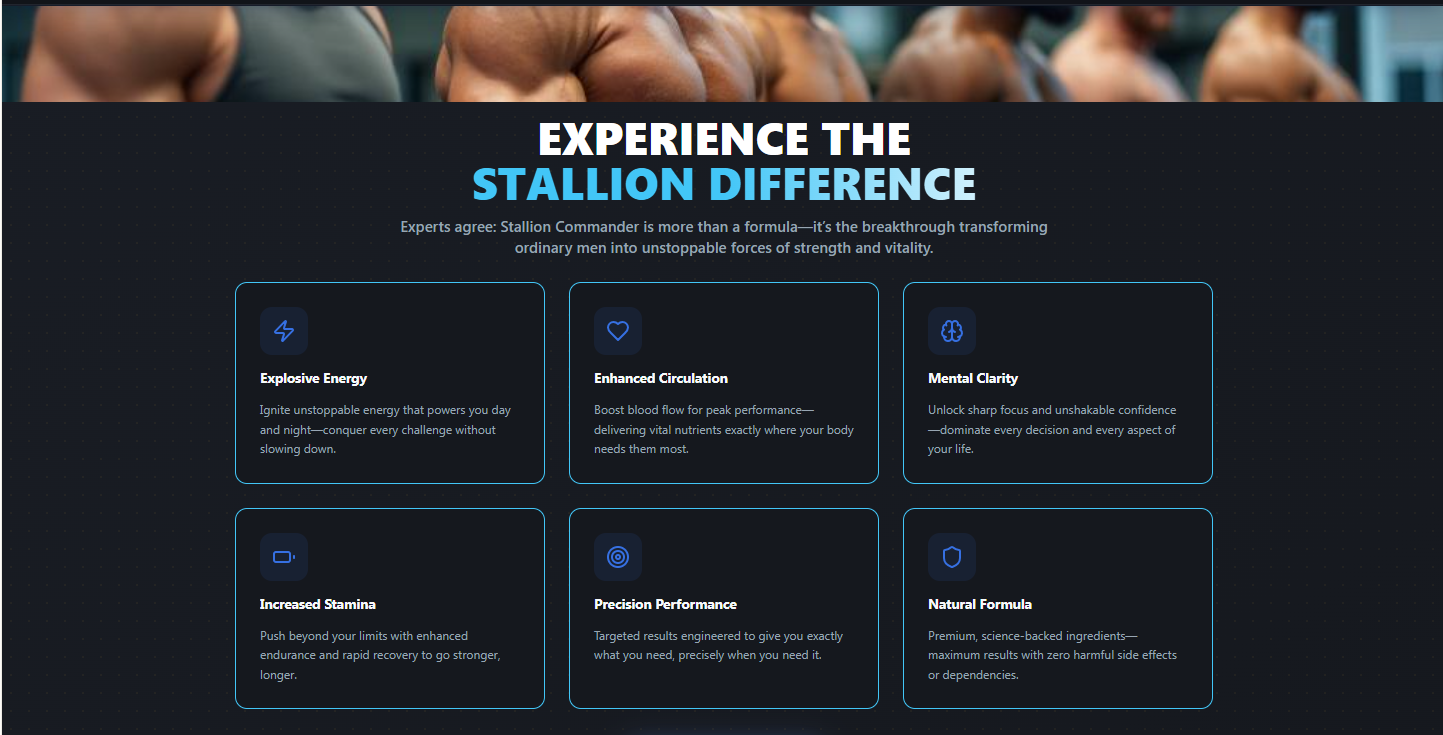 EXPERIENCE THE
STALLION DIFFERENCE
Experts agree: Stallion Commander is more than a formula—it's the breakthrough transforming
ordinary men into unstoppable forces of strength and vitality.
Explosive Energy
Ignite unstoppable energy that powers you day
and night—conquer every challenge without
slowing down.
Enhanced Circulation
Boost blood flow for peak performance—
delivering vital nutrients exactly where your body
needs them most.
Mental Clarity
Unlock sharp focus and unshakable confidence
—dominate every decision and every aspect of
your life.
Increased Stamina
Push beyond your limits with enhanced
endurance and rapid recovery to go stronger,
longer.
Precision Performance
Targeted results engineered to give you exactly
what you need, precisely when you need it.
Natural Formula
Premium, science-backed ingredients—
maximum results with zero harmful side effects
or dependencies.